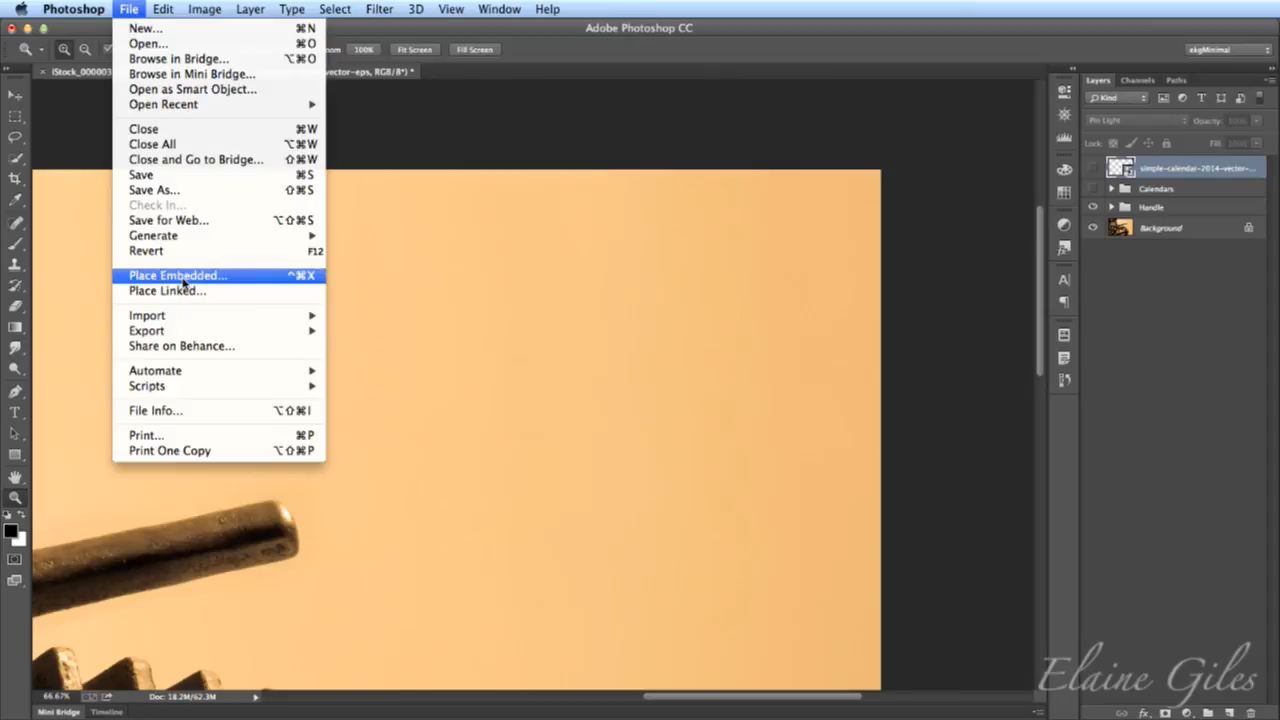 Photoshop File Edit Image Layer Type Select Filter 3D View Window Help
Adobe Photoshop CC
100% Fit Screen Fill Screen ekgMinimal
vector-eps, RGB/8*) *
New... ⌘N
Open... ⌘O
Browse in Bridge... ⌥⌘O
Browse in Mini Bridge...
Open as Smart Object...
Open Recent
Close ⌘W
Close All ⌥⌘W
Close and Go to Bridge... ⇧⌘W
Save ⌘S
Save As... ⇧⌘S
Check In...
Save for Web... ⌥⇧⌘S
Generate
Revert F12
Place Embedded... ^⌘X
Place Linked...
Import
Export
Share on Behance...
Automate
Scripts
File Info... ⌥⇧⌘I
Print... ⌘P
Print One Copy ⌥⇧⌘P
Layers Channels Paths
Kind
Pin Light Opacity: 100%
Lock: Fill: 100%
simple-calendar-2014-vector-...
Calendars
Handle
Background
Elaine Giles
66.67% Doc: 18.2M/62.3M
Mini Bridge Timeline